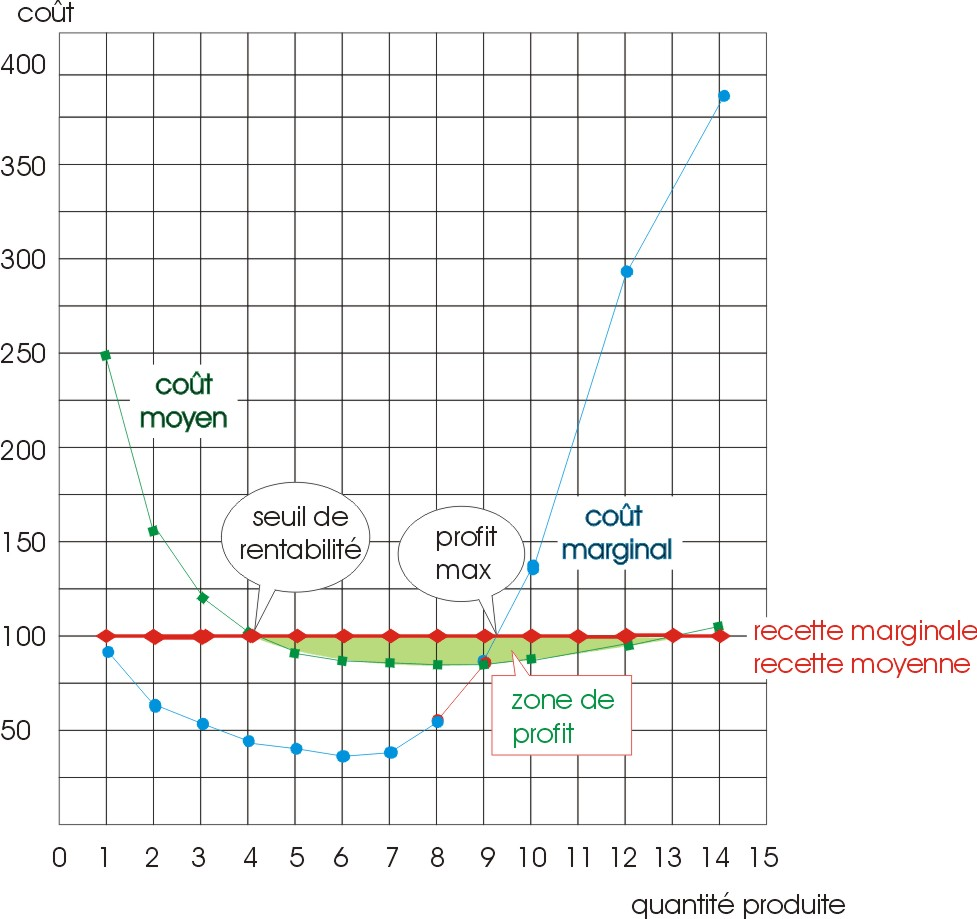 coût
400
350
300
250
coût
moyen
200
seuil de
rentabilité
profit
max
coût
marginal
150
100
recette marginale
recette moyenne
zone de
profit
50
0 1 2 3 4 5 6 7 8 9 10 11 12 13 14 15
quantité produite